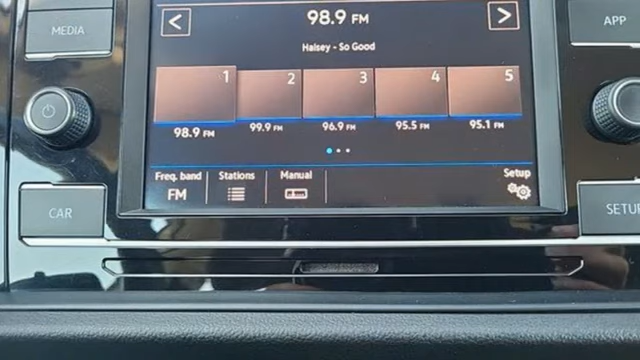 MEDIA
98.9 FM
APP
Halsey - So Good
1 2 3 4 5
98.9 FM 99.9 FM 96.9 FM 95.5 FM 95.1 FM
Freq. band Stations Manual Setup
FM
CAR
SETUP